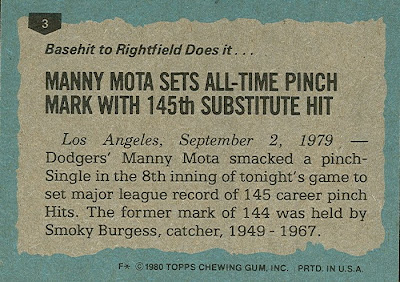 3
Basehit to Rightfield Does it . . .
MANNY MOTA SETS ALL-TIME PINCH
MARK WITH 145th SUBSTITUTE HIT
Los Angeles, September 2, 1979 —
Dodgers' Manny Mota smacked a pinch-
Single in the 8th inning of tonight's game to
set major league record of 145 career pinch
Hits. The former mark of 144 was held by
Smoky Burgess, catcher, 1949 - 1967.
F* ©1980 TOPPS CHEWING GUM, INC. PRTD. IN U.S.A.